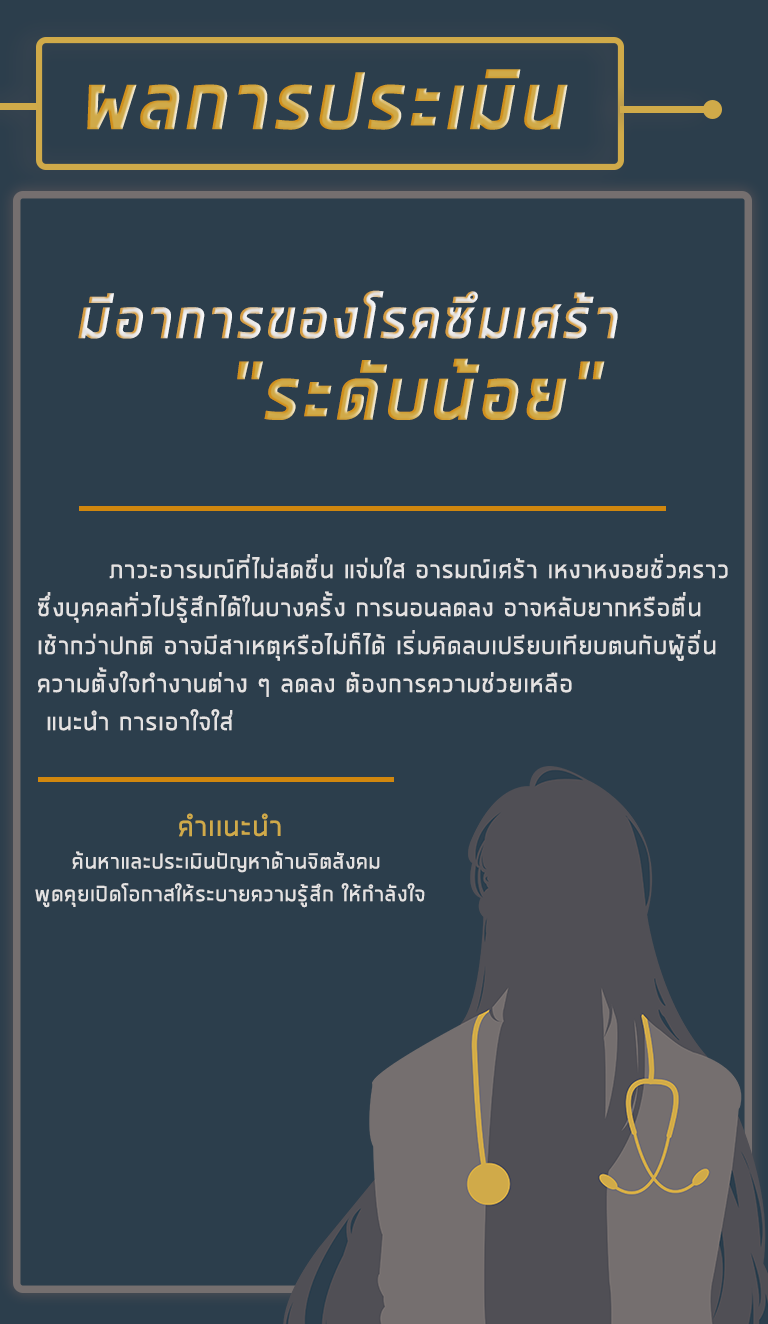 ผลการประเมิน
มีอาการของโรคซึมเศร้า
"ระดับน้อย"
ภาวะอารมณ์ที่ไม่สดชื่น แจ่มใส อารมณ์เศร้า เหงาหงอยชั่วคราว
ซึ่งบุคคลทั่วไปรู้สึกได้ในบางครั้ง การนอนลดลง อาจหลับยากหรือตื่น
เช้ากว่าปกติ อาจมีสาเหตุหรือไม่ก็ได้ เริ่มคิดลบเปรียบเทียบตนกับผู้อื่น
ความตั้งใจทำงานต่าง ๆ ลดลง ต้องการความช่วยเหลือ
แนะนำ การเอาใจใส่
คำแนะนำ
ค้นหาและประเมินปัญหาด้านจิตสังคม
พูดคุยเปิดโอกาสให้ระบายความรู้สึก ให้กำลังใจ